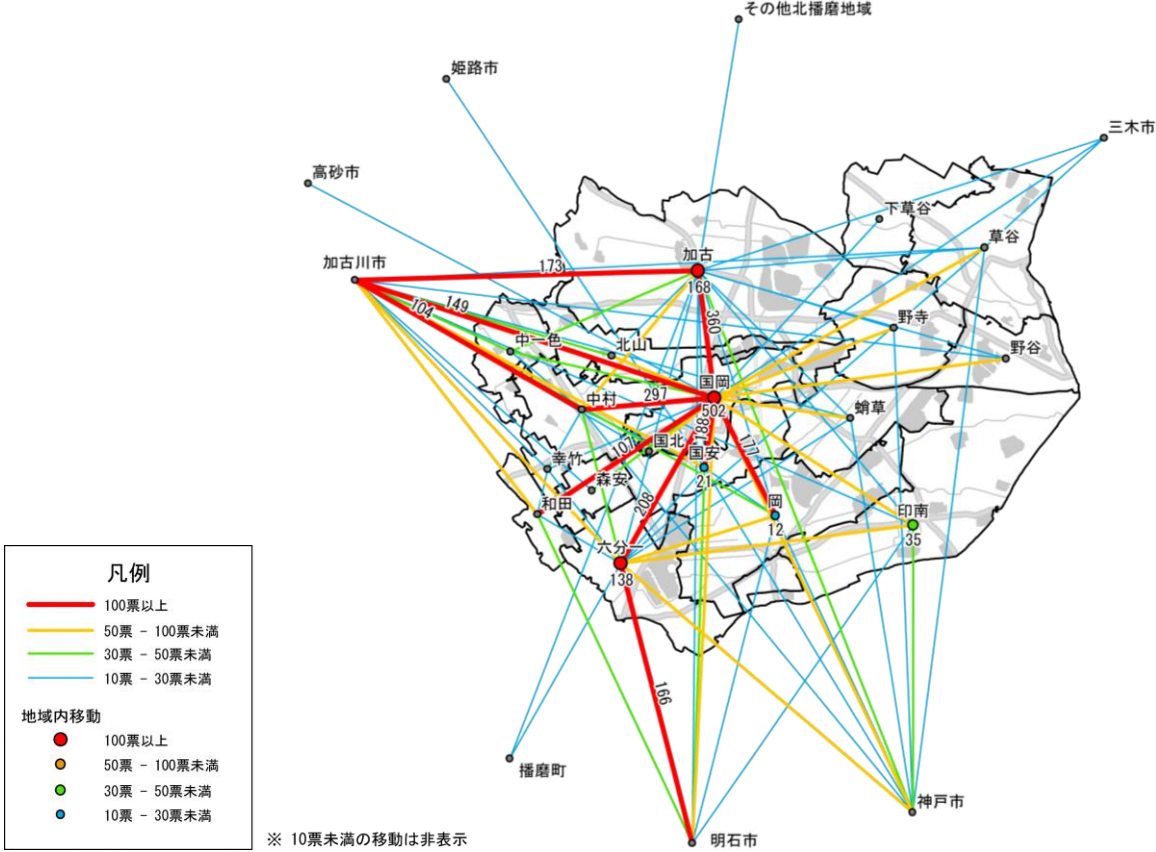 その他北播磨地域
姫路市
三木市
高砂市
下草谷
草谷
加古川市
173
加古
168
104
149
360
野寺
中一色
北山
野谷
国岡
502
中村
297
蛸草
188
177
107
国北
国安
21
幸竹
森安
和田
208
岡
12
印南
35
六分一
138
166
播磨町
神戸市
明石市
凡例
100票以上
50票 - 100票未満
30票 - 50票未満
10票 - 30票未満
地域内移動
100票以上
50票 - 100票未満
30票 - 50票未満
10票 - 30票未満
※ 10票未満の移動は非表示